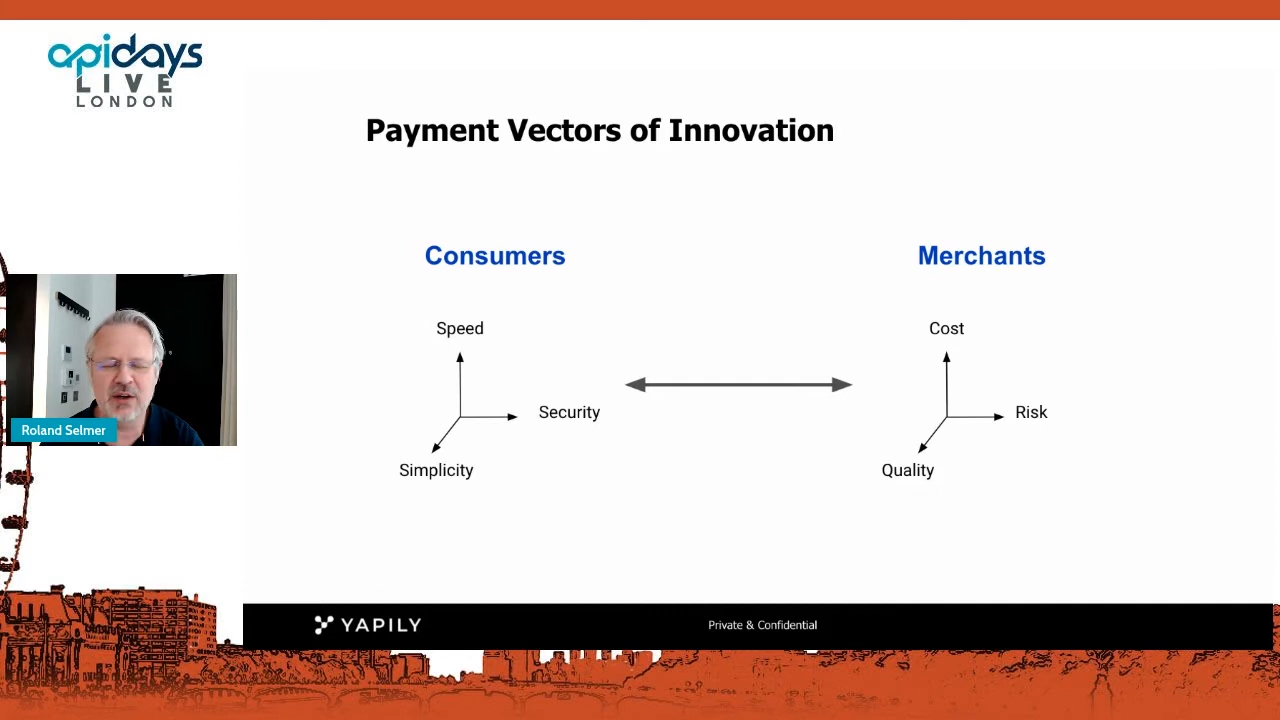 apidays
LIVE
LONDON
Payment Vectors of Innovation
Consumers
Merchants
Speed
Security
Simplicity
Cost
Risk
Quality
Roland Selmer
YAPILY
Private & Confidential